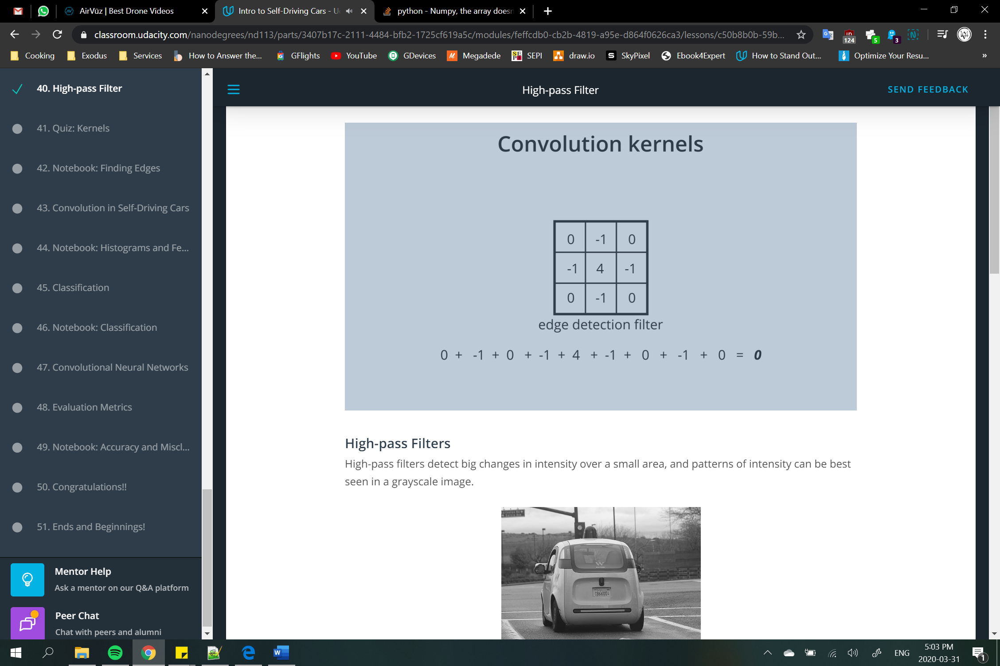 AirVūz | Best Drone Videos
Intro to Self-Driving Cars - U
python - Numpy, the array doesn
classroom.udacity.com/nanodegrees/nd113/parts/3407b17c-2111-4484-bfb2-1725cf619a5c/modules/feffcdb0-cb2b-4819-a95e-d864f0626ca3/lessons/c50b8b0b-59b...
124
5
3
Cooking
Exodus
Services
How to Answer the...
GFlights
YouTube
GDevices
Megadede
SEPI
draw.io
SkyPixel
Ebook4Expert
How to Stand Out...
Optimize Your Resu...
»
40. High-pass Filter
41. Quiz: Kernels
42. Notebook: Finding Edges
43. Convolution in Self-Driving Cars
44. Notebook: Histograms and Fe...
45. Classification
46. Notebook: Classification
47. Convolutional Neural Networks
48. Evaluation Metrics
49. Notebook: Accuracy and Miscl...
50. Congratulations!!
51. Ends and Beginnings!
Mentor Help
Ask a mentor on our Q&A platform
Peer Chat
Chat with peers and alumni
High-pass Filter
SEND FEEDBACK
Convolution kernels
0 -1 0
-1 4 -1
0 -1 0
edge detection filter
0 + -1 + 0 + -1 + 4 + -1 + 0 + -1 + 0 = 0
High-pass Filters
High-pass filters detect big changes in intensity over a small area, and patterns of intensity can be best
seen in a grayscale image.
ENG
5:03 PM
2020-03-31
1